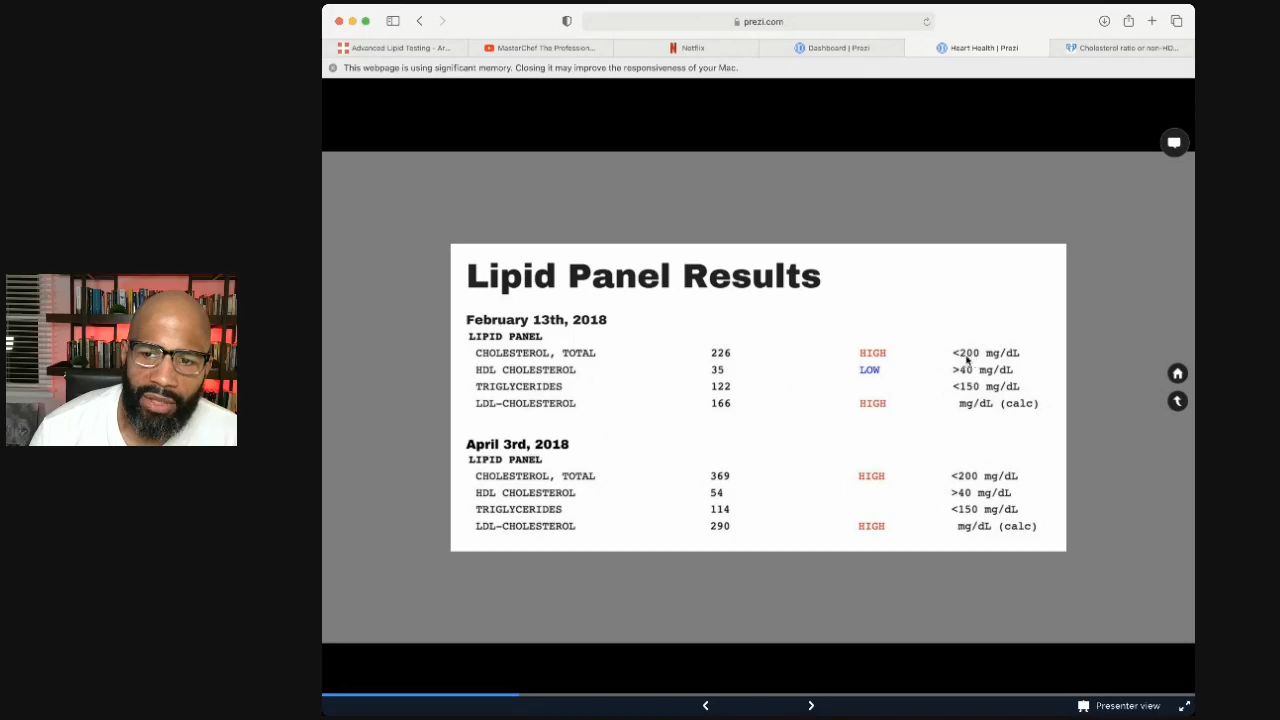 prezi.com
Advanced Lipid Testing - Ar...
MasterChef The Profession...
Netflix
Dashboard | Prezi
Heart Health | Prezi
Cholesterol ratio or non-HD...
This webpage is using significant memory. Closing it may improve the responsiveness of your Mac.
Lipid Panel Results
February 13th, 2018
LIPID PANEL
CHOLESTEROL, TOTAL 226 HIGH <200 mg/dL
HDL CHOLESTEROL 35 LOW >40 mg/dL
TRIGLYCERIDES 122 <150 mg/dL
LDL-CHOLESTEROL 166 HIGH mg/dL (calc)
April 3rd, 2018
LIPID PANEL
CHOLESTEROL, TOTAL 369 HIGH <200 mg/dL
HDL CHOLESTEROL 54 >40 mg/dL
TRIGLYCERIDES 114 <150 mg/dL
LDL-CHOLESTEROL 290 HIGH mg/dL (calc)
Presenter view